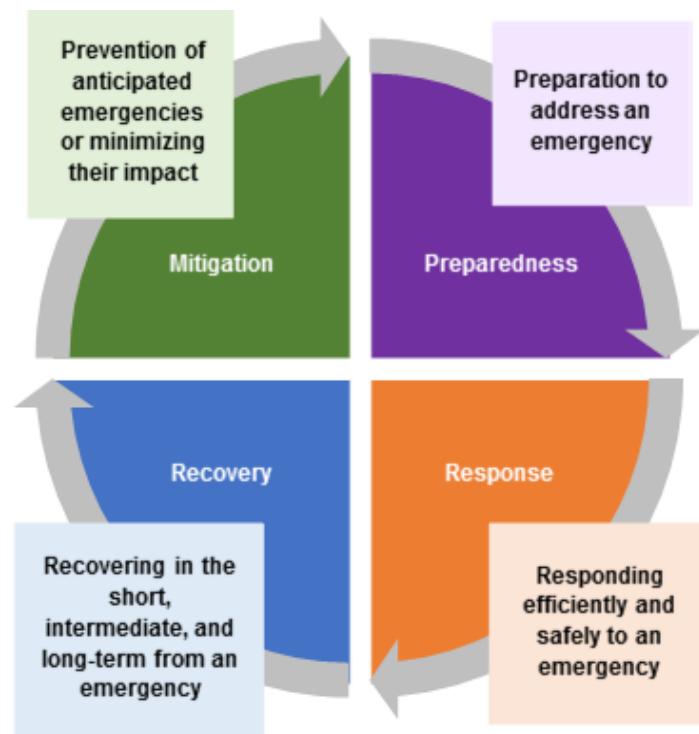 Prevention of
anticipated
emergencies
or minimizing
their impact
Mitigation
Preparation to
address an
emergency
Preparedness
Recovery
Recovering in the
short,
intermediate, and
long-term from an
emergency
Response
Responding
efficiently and
safely to an
emergency